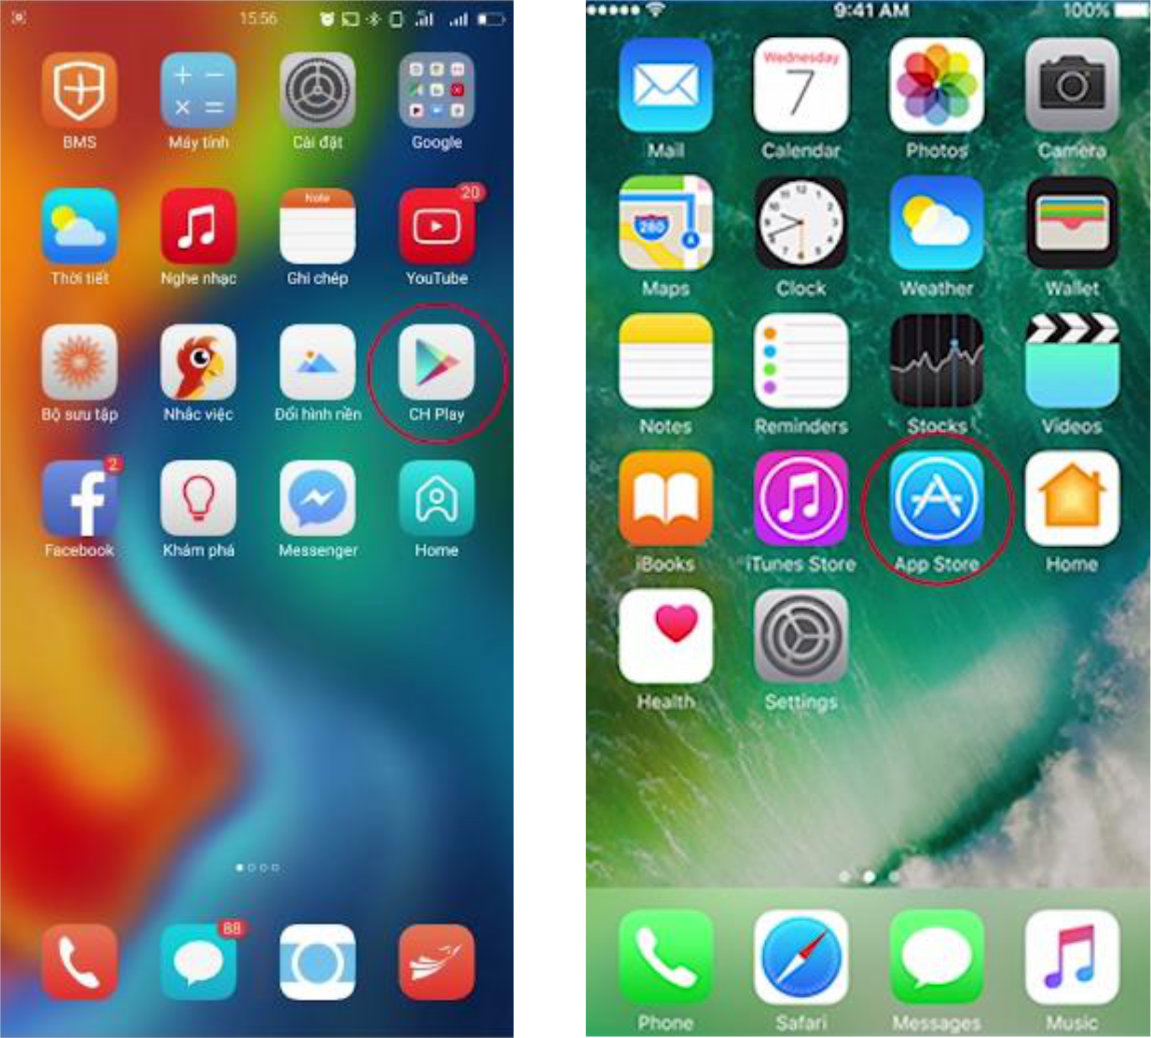 15:56
BMS
Máy tính
Cài đặt
Google
Note
20
Thời tiết
Nghe nhạc
Ghi chép
YouTube
Bộ sưu tập
Nhắc việc
Đổi hình nền
CH Play
2
Facebook
Khám phá
Messenger
Home
88
9:41 AM
100%
Wednesday
7
Mail
Calendar
Photos
Camera
280
Maps
Clock
Weather
Wallet
Notes
Reminders
Stocks
Videos
iBooks
iTunes Store
App Store
Home
Health
Settings
Phone
Safari
Messages
Music